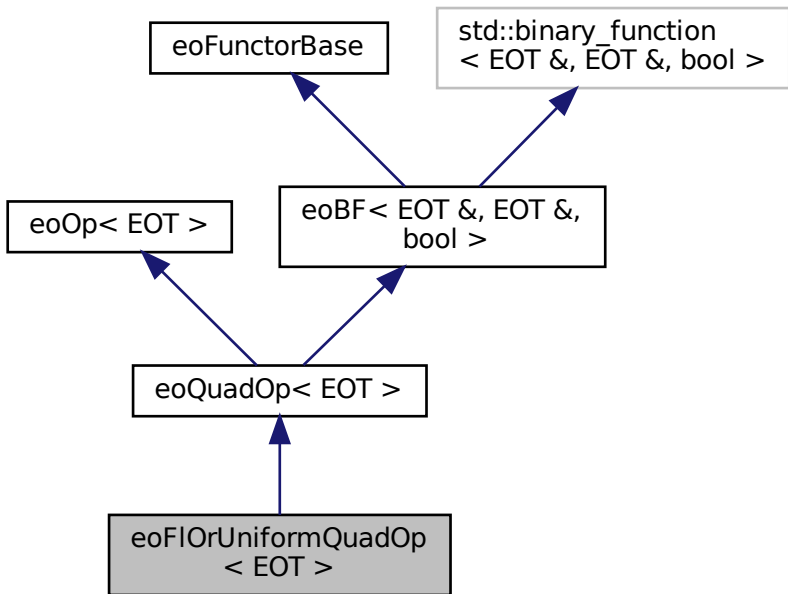 eoFunctorBase
std::binary_function
< EOT &, EOT &, bool >
eoOp< EOT >
eoBF< EOT &, EOT &,
bool >
eoQuadOp< EOT >
eoFlOrUniformQuadOp
< EOT >